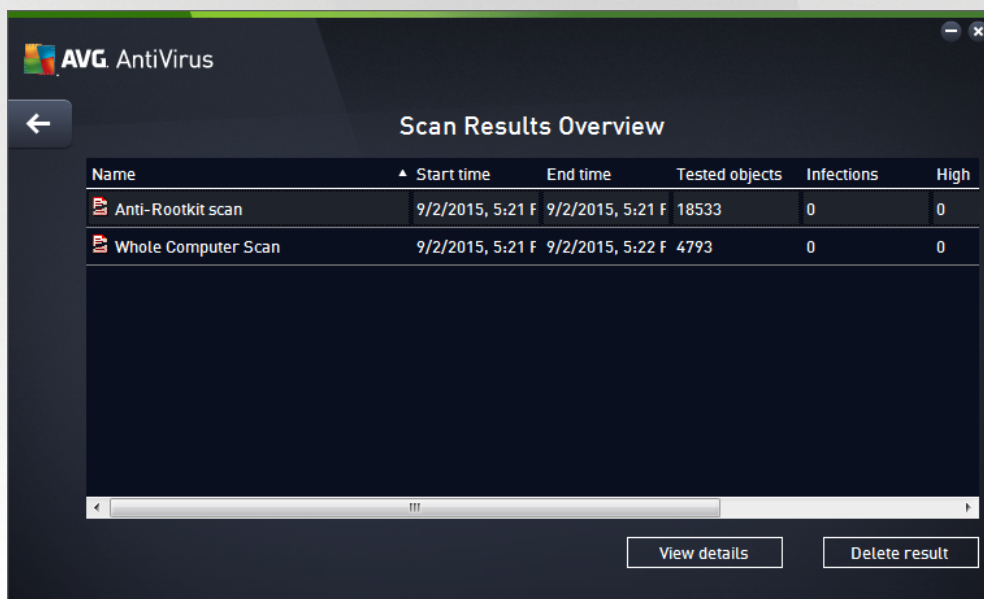 AVG. AntiVirus
Scan Results Overview
Name Start time End time Tested objects Infections High
Anti-Rootkit scan 9/2/2015, 5:21 F 9/2/2015, 5:21 F 18533 0 0
Whole Computer Scan 9/2/2015, 5:21 F 9/2/2015, 5:22 F 4793 0 0
View details Delete result